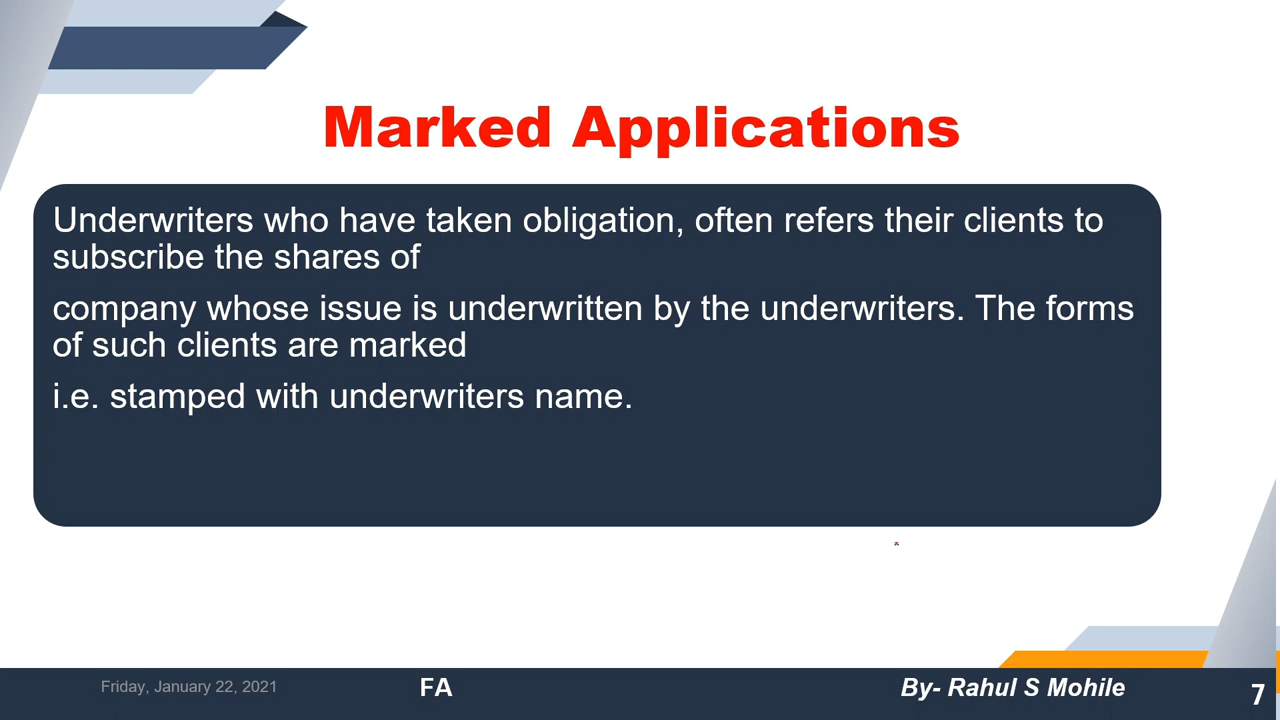 Marked Applications
Underwriters who have taken obligation, often refers their clients to
subscribe the shares of
company whose issue is underwritten by the underwriters. The forms
of such clients are marked
i.e. stamped with underwriters name.
Friday, January 22, 2021
FA
By- Rahul S Mohile
7